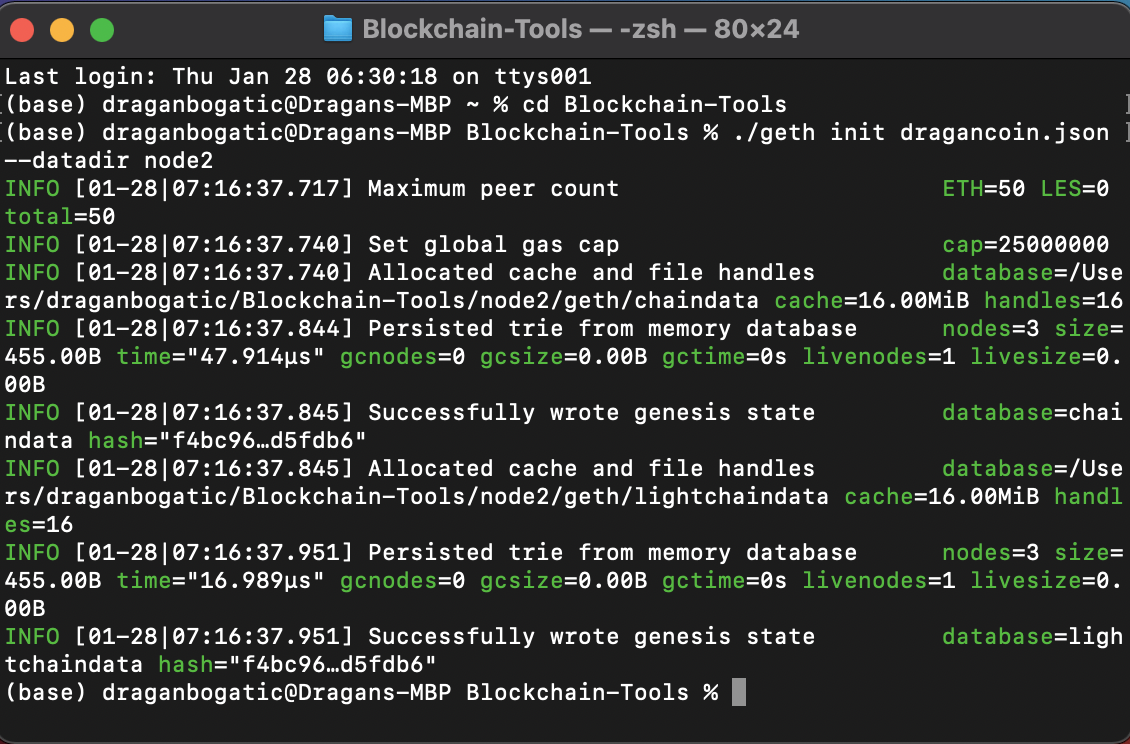 Blockchain-Tools — -zsh — 80×24
Last login: Thu Jan 28 06:30:18 on ttys001
(base) draganbogatic@Dragans-MBP ~ % cd Blockchain-Tools
(base) draganbogatic@Dragans-MBP Blockchain-Tools % ./geth init dragancoin.json
--datadir node2
INFO [01-28|07:16:37.717] Maximum peer count                       ETH=50 LES=0
total=50
INFO [01-28|07:16:37.740] Set global gas cap                       cap=25000000
INFO [01-28|07:16:37.740] Allocated cache and file handles         database=/Use
rs/draganbogatic/Blockchain-Tools/node2/geth/chaindata cache=16.00MiB handles=16
INFO [01-28|07:16:37.844] Persisted trie from memory database      nodes=3 size=
455.00B time="47.914µs" gcnodes=0 gcsize=0.00B gctime=0s livenodes=1 livesize=0.
00B
INFO [01-28|07:16:37.845] Successfully wrote genesis state         database=chai
ndata hash="f4bc96…d5fdb6"
INFO [01-28|07:16:37.845] Allocated cache and file handles         database=/Use
rs/draganbogatic/Blockchain-Tools/node2/geth/lightchaindata cache=16.00MiB handl
es=16
INFO [01-28|07:16:37.951] Persisted trie from memory database      nodes=3 size=
455.00B time="16.989µs" gcnodes=0 gcsize=0.00B gctime=0s livenodes=1 livesize=0.
00B
INFO [01-28|07:16:37.951] Successfully wrote genesis state         database=ligh
tchaindata hash="f4bc96…d5fdb6"
(base) draganbogatic@Dragans-MBP Blockchain-Tools %